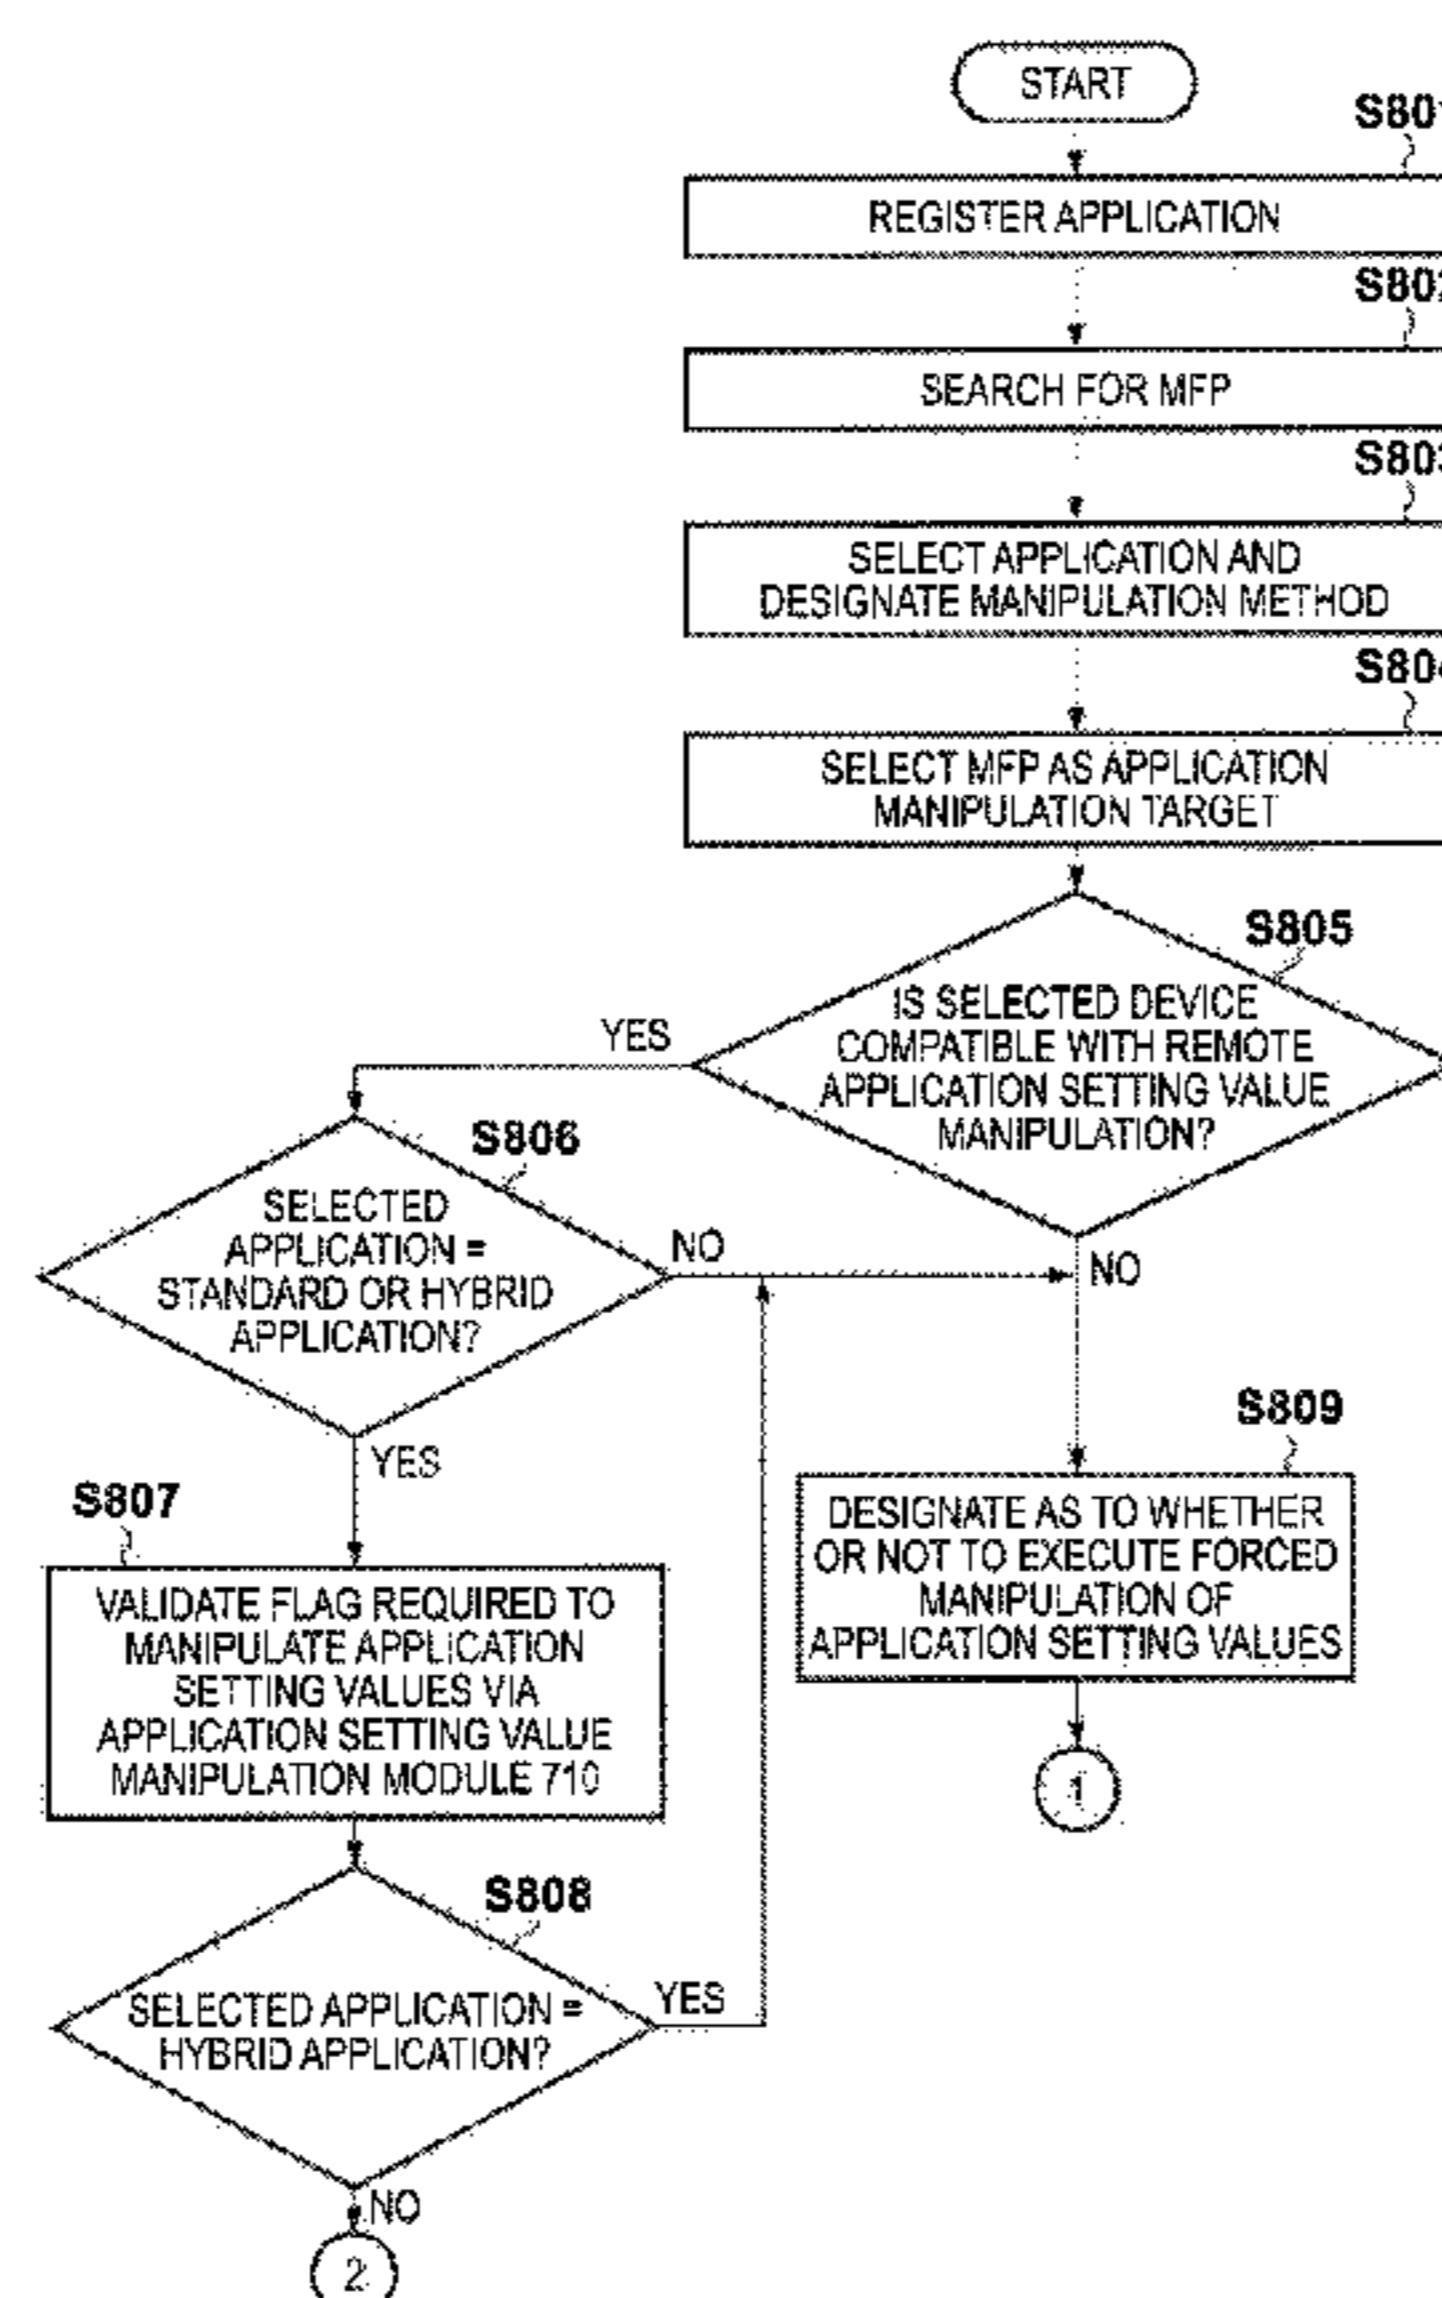 START
S801
REGISTER APPLICATION
S802
SEARCH FOR MFP
S803
SELECT APPLICATION AND
DESIGNATE MANIPULATION METHOD
S804
SELECT MFP AS APPLICATION
MANIPULATION TARGET
S805
IS SELECTED DEVICE
COMPATIBLE WITH REMOTE
APPLICATION SETTING VALUE
MANIPULATION?
YES
NO
S806
SELECTED
APPLICATION =
STANDARD OR HYBRID
APPLICATION?
NO
YES
S807
VALIDATE FLAG REQUIRED TO
MANIPULATE APPLICATION
SETTING VALUES VIA
APPLICATION SETTING VALUE
MANIPULATION MODULE 710
S809
DESIGNATE AS TO WHETHER
OR NOT TO EXECUTE FORCED
MANIPULATION OF
APPLICATION SETTING VALUES
1
S808
SELECTED APPLICATION =
HYBRID APPLICATION?
YES
NO
2